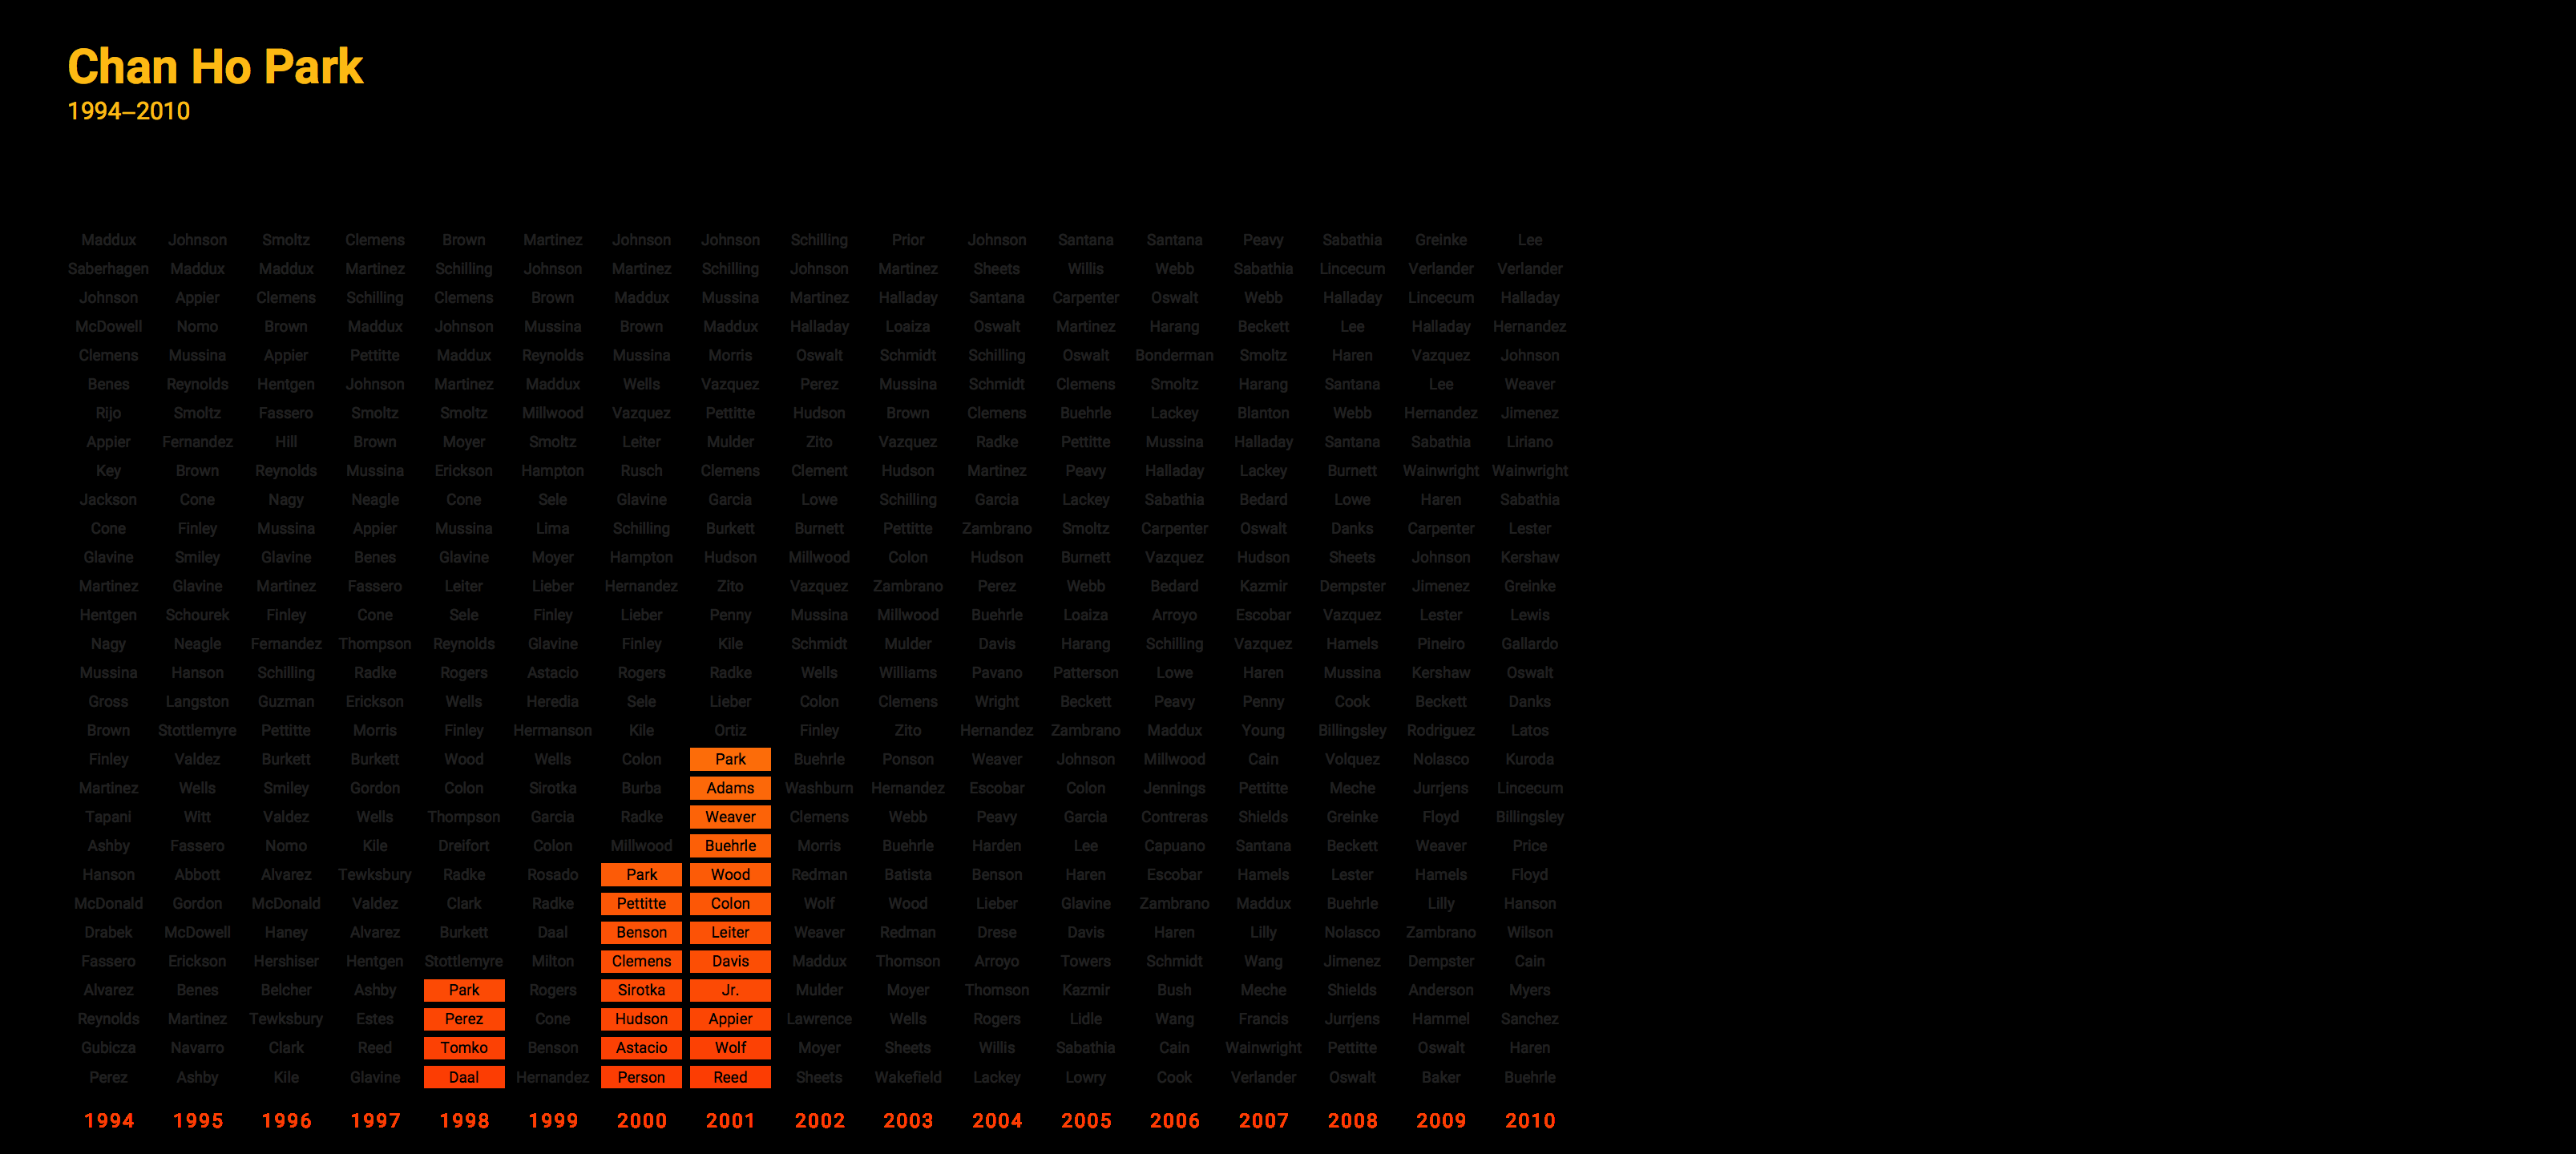 Chan Ho Park
1994–2010
Maddux Johnson Smoltz Clemens Brown Martinez Johnson Johnson Schilling Prior Johnson Santana Santana Peavy Sabathia Greinke Lee
Saberhagen Maddux Maddux Martinez Schilling Johnson Martinez Schilling Johnson Martinez Sheets Willis Webb Sabathia Lincecum Verlander Verlander
Johnson Appier Clemens Schilling Clemens Brown Maddux Mussina Martinez Halladay Santana Carpenter Oswalt Webb Halladay Lincecum Halladay
McDowell Nomo Brown Maddux Johnson Mussina Brown Maddux Halladay Loaiza Oswalt Martinez Harang Beckett Lee Halladay Hernandez
Clemens Mussina Appier Pettitte Maddux Reynolds Mussina Morris Oswalt Schmidt Schilling Oswalt Bonderman Smoltz Haren Vazquez Johnson
Benes Reynolds Hentgen Johnson Martinez Maddux Wells Vazquez Perez Mussina Schmidt Clemens Smoltz Harang Santana Lee Weaver
Rijo Smoltz Fassero Smoltz Smoltz Millwood Vazquez Pettitte Hudson Brown Clemens Buehrle Lackey Blanton Webb Hernandez Jimenez
Appier Fernandez Hill Brown Moyer Smoltz Leiter Mulder Zito Vazquez Radke Pettitte Mussina Halladay Santana Sabathia Liriano
Key Brown Reynolds Mussina Erickson Hampton Rusch Clemens Clement Hudson Martinez Peavy Halladay Lackey Burnett Wainwright Wainwright
Jackson Cone Nagy Neagle Cone Sele Glavine Garcia Lowe Schilling Garcia Lackey Sabathia Bedard Lowe Haren Sabathia
Cone Finley Mussina Appier Mussina Lima Schilling Burkett Burnett Pettitte Zambrano Smoltz Carpenter Oswalt Danks Carpenter Lester
Glavine Smiley Glavine Benes Glavine Moyer Hampton Hudson Millwood Colon Hudson Burnett Vazquez Hudson Sheets Johnson Kershaw
Martinez Glavine Martinez Fassero Leiter Lieber Hernandez Zito Vazquez Zambrano Perez Webb Bedard Kazmir Dempster Jimenez Greinke
Hentgen Schourek Finley Cone Sele Finley Lieber Penny Mussina Millwood Buehrle Loaiza Arroyo Escobar Vazquez Lester Lewis
Nagy Neagle Fernandez Thompson Reynolds Glavine Finley Kile Schmidt Mulder Davis Harang Schilling Vazquez Hamels Pineiro Gallardo
Mussina Hanson Schilling Radke Rogers Astacio Rogers Radke Wells Williams Pavano Patterson Lowe Haren Mussina Kershaw Oswalt
Gross Langston Guzman Erickson Wells Heredia Sele Lieber Colon Clemens Wright Beckett Peavy Penny Cook Beckett Danks
Brown Stottlemyre Pettitte Morris Finley Hermanson Kile Ortiz Finley Zito Hernandez Zambrano Maddux Young Billingsley Rodriguez Latos
Finley Valdez Burkett Burkett Wood Wells Colon Park Buehrle Ponson Weaver Johnson Millwood Cain Volquez Nolasco Kuroda
Martinez Wells Smiley Gordon Colon Sirotka Burba Adams Washburn Hernandez Escobar Colon Jennings Pettitte Meche Jurrjens Lincecum
Tapani Witt Valdez Wells Thompson Garcia Radke Weaver Clemens Webb Peavy Garcia Contreras Shields Greinke Floyd Billingsley
Ashby Fassero Nomo Kile Dreifort Colon Millwood Buehrle Morris Buehrle Harden Lee Capuano Santana Beckett Weaver Price
Hanson Abbott Alvarez Tewksbury Radke Rosado Park Wood Redman Batista Benson Haren Escobar Hamels Lester Hamels Floyd
McDonald Gordon McDonald Valdez Clark Radke Pettitte Colon Wolf Wood Lieber Glavine Zambrano Maddux Buehrle Lilly Hanson
Drabek McDowell Haney Alvarez Burkett Daal Benson Leiter Weaver Redman Drese Davis Haren Lilly Nolasco Zambrano Wilson
Fassero Erickson Hershiser Hentgen Stottlemyre Milton Clemens Davis Maddux Thomson Arroyo Towers Schmidt Wang Jimenez Dempster Cain
Alvarez Benes Belcher Ashby Park Rogers Sirotka Jr. Mulder Moyer Thomson Kazmir Bush Meche Shields Anderson Myers
Reynolds Martinez Tewksbury Estes Perez Cone Hudson Appier Lawrence Wells Rogers Lidle Wang Francis Jurrjens Hammel Sanchez
Gubicza Navarro Clark Reed Tomko Benson Astacio Wolf Moyer Sheets Willis Sabathia Cain Wainwright Pettitte Oswalt Haren
Perez Ashby Kile Glavine Daal Hernandez Person Reed Sheets Wakefield Lackey Lowry Cook Verlander Oswalt Baker Buehrle
1994 1995 1996 1997 1998 1999 2000 2001 2002 2003 2004 2005 2006 2007 2008 2009 2010